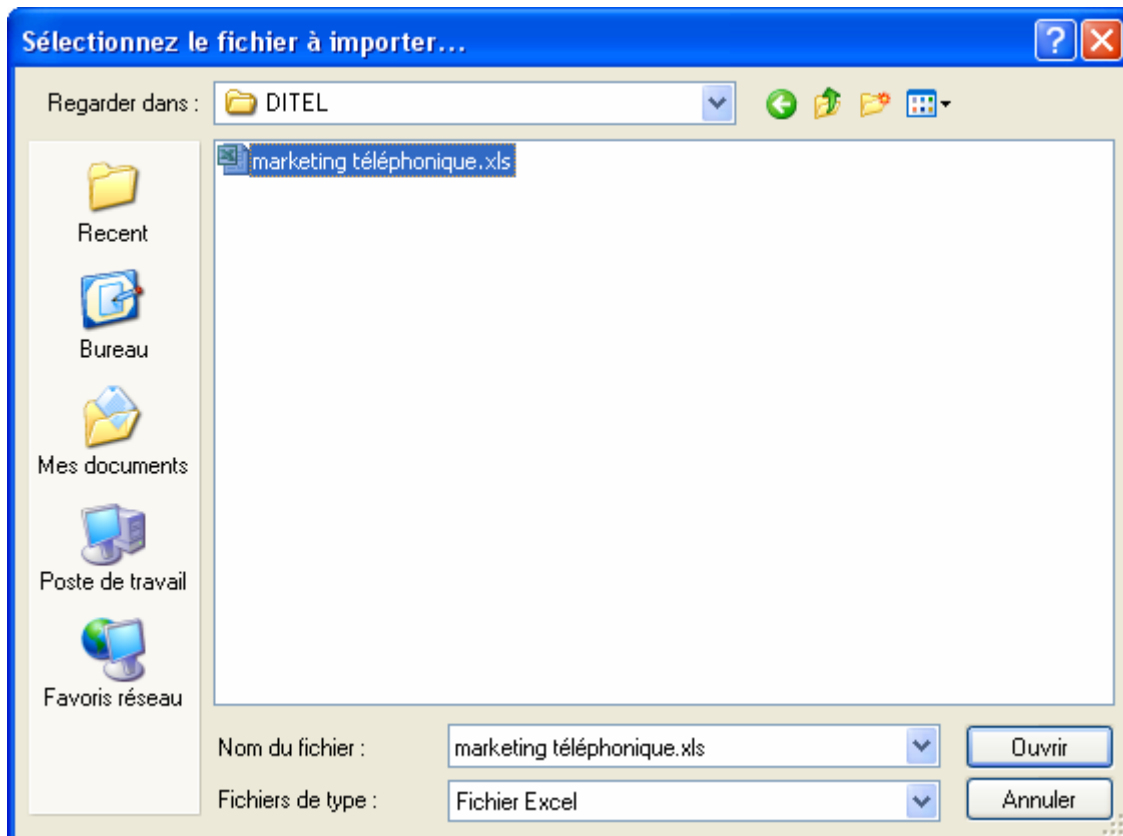 Sélectionnez le fichier à importer...
Regarder dans :
DITEL
marketing téléphonique.xls
Recent
Bureau
Mes documents
Poste de travail
Favoris réseau
Nom du fichier :
marketing téléphonique.xls
Ouvrir
Fichiers de type :
Fichier Excel
Annuler